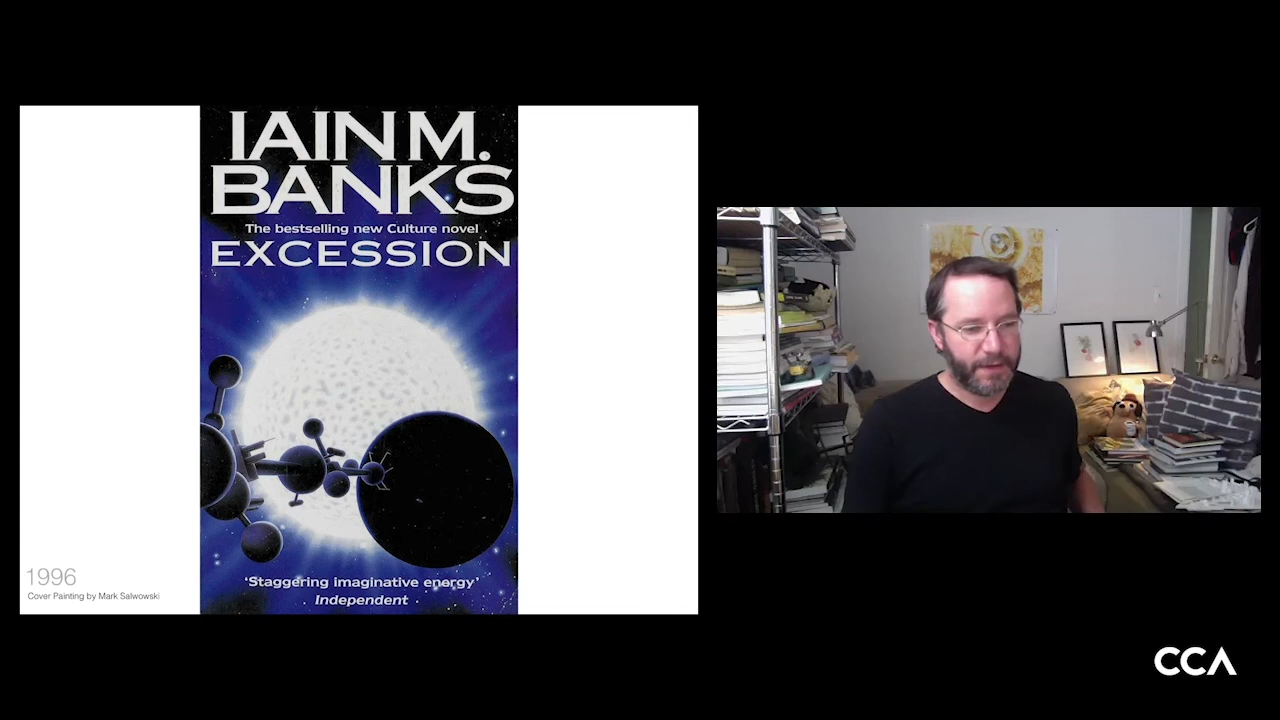 IAIN M.
BANKS
The bestselling new Culture novel
EXCESSION
'Staggering imaginative energy'
Independent
1996
Cover Painting by Mark Salwowski
CCA